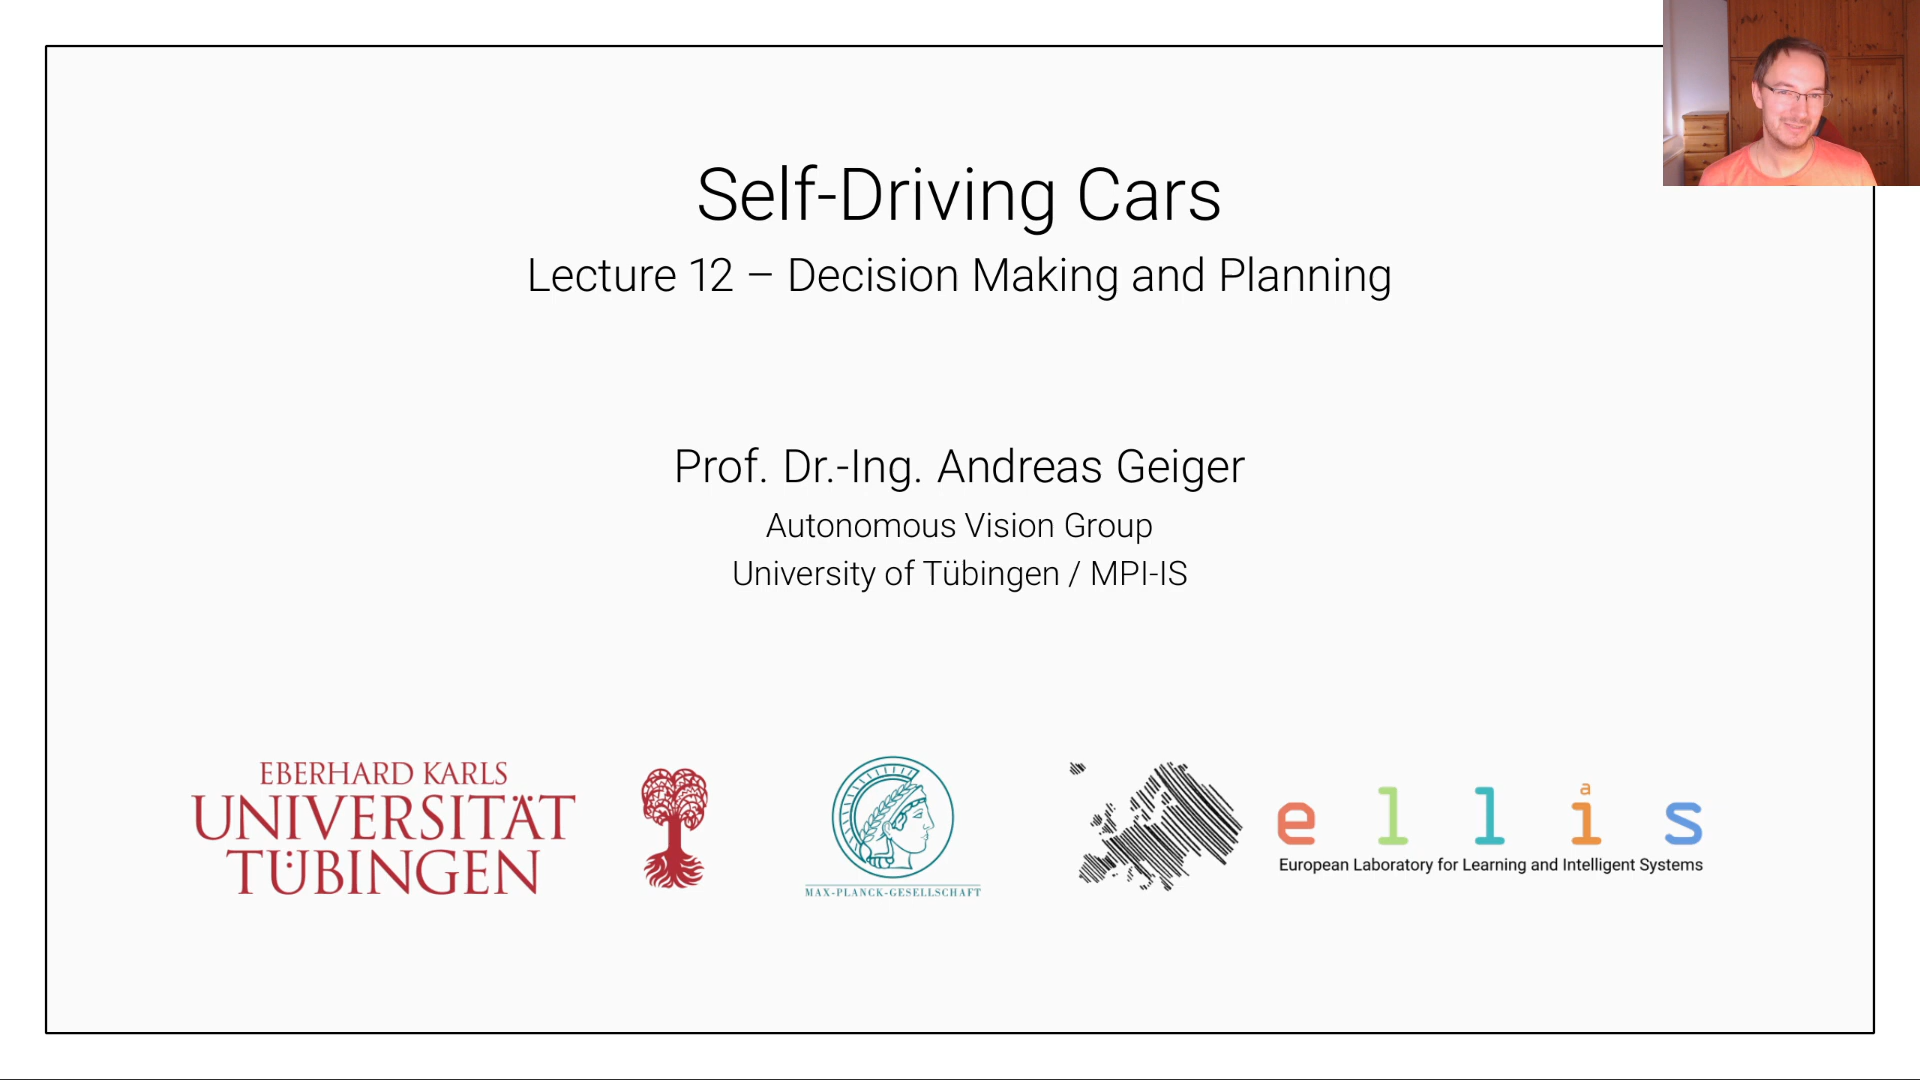 Self-Driving Cars
Lecture 12 – Decision Making and Planning
Prof. Dr.-Ing. Andreas Geiger
Autonomous Vision Group
University of Tübingen / MPI-IS
EBERHARD KARLS
UNIVERSITÄT
TÜBINGEN
MAX-PLANCK-GESELLSCHAFT
ellis
European Laboratory for Learning and Intelligent Systems